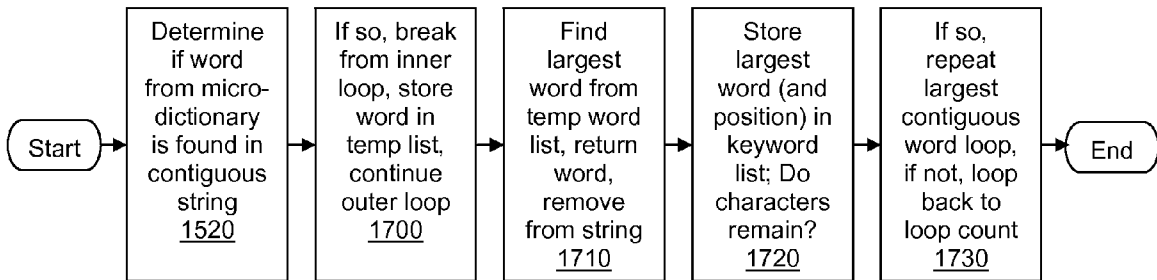 Start
Determine
if word
from micro-
dictionary
is found in
contiguous
string
1520
If so, break
from inner
loop, store
word in
temp list,
continue
outer loop
1700
Find
largest
word from
temp word
list, return
word,
remove
from string
1710
Store
largest
word (and
position) in
keyword
list; Do
characters
remain?
1720
If so,
repeat
largest
contiguous
word loop,
if not, loop
back to
loop count
1730
End